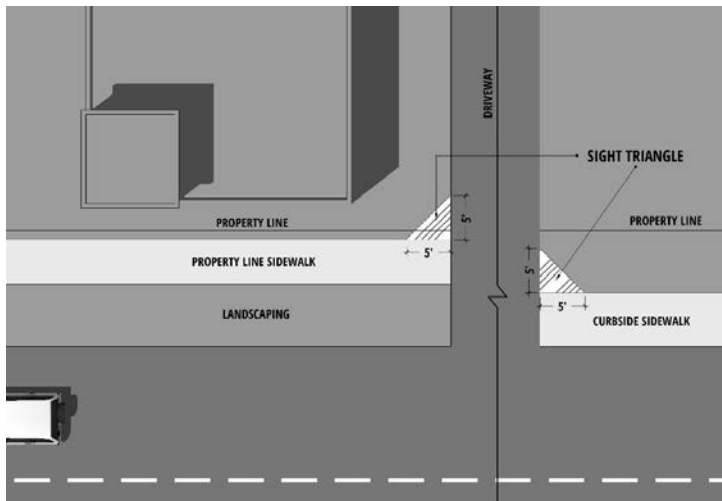 DRIVEWAY
SIGHT TRIANGLE
PROPERTY LINE
5'
5'
PROPERTY LINE
PROPERTY LINE SIDEWALK
5'
5'
LANDSCAPING
CURBSIDE SIDEWALK